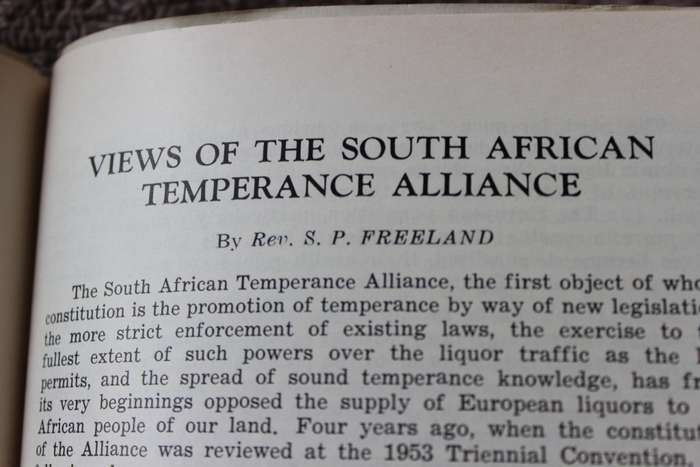 VIEWS OF THE SOUTH AFRICAN
TEMPERANCE ALLIANCE
By Rev. S. P. FREELAND
The South African Temperance Alliance, the first object of
constitution is the promotion of temperance by way of new
the more strict enforcement of existing laws, the exercise to
fullest extent of such powers over the liquor traffic as the
permits, and the spread of sound temperance knowledge, has
its very beginnings opposed the supply of European liquors to
African people of our land. Four years ago, when the
of the Alliance was reviewed at the 1953 Triennial Convention,